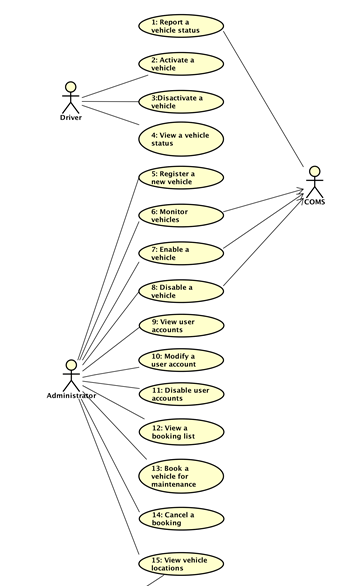 1: Report a
vehicle status
2: Activate a
vehicle
3:Disactivate a
vehicle
Driver
4: View a vehicle
status
5: Register a
new vehicle
COMS
6: Monitor
vehicles
7: Enable a
vehicle
8: Disable a
vehicle
9: View user
accounts
10: Modify a
user account
11: Disable user
accounts
Administrator
12: View a
booking list
13: Book a
vehicle for
maintenance
14: Cancel a
booking
15: View vehicle
locations